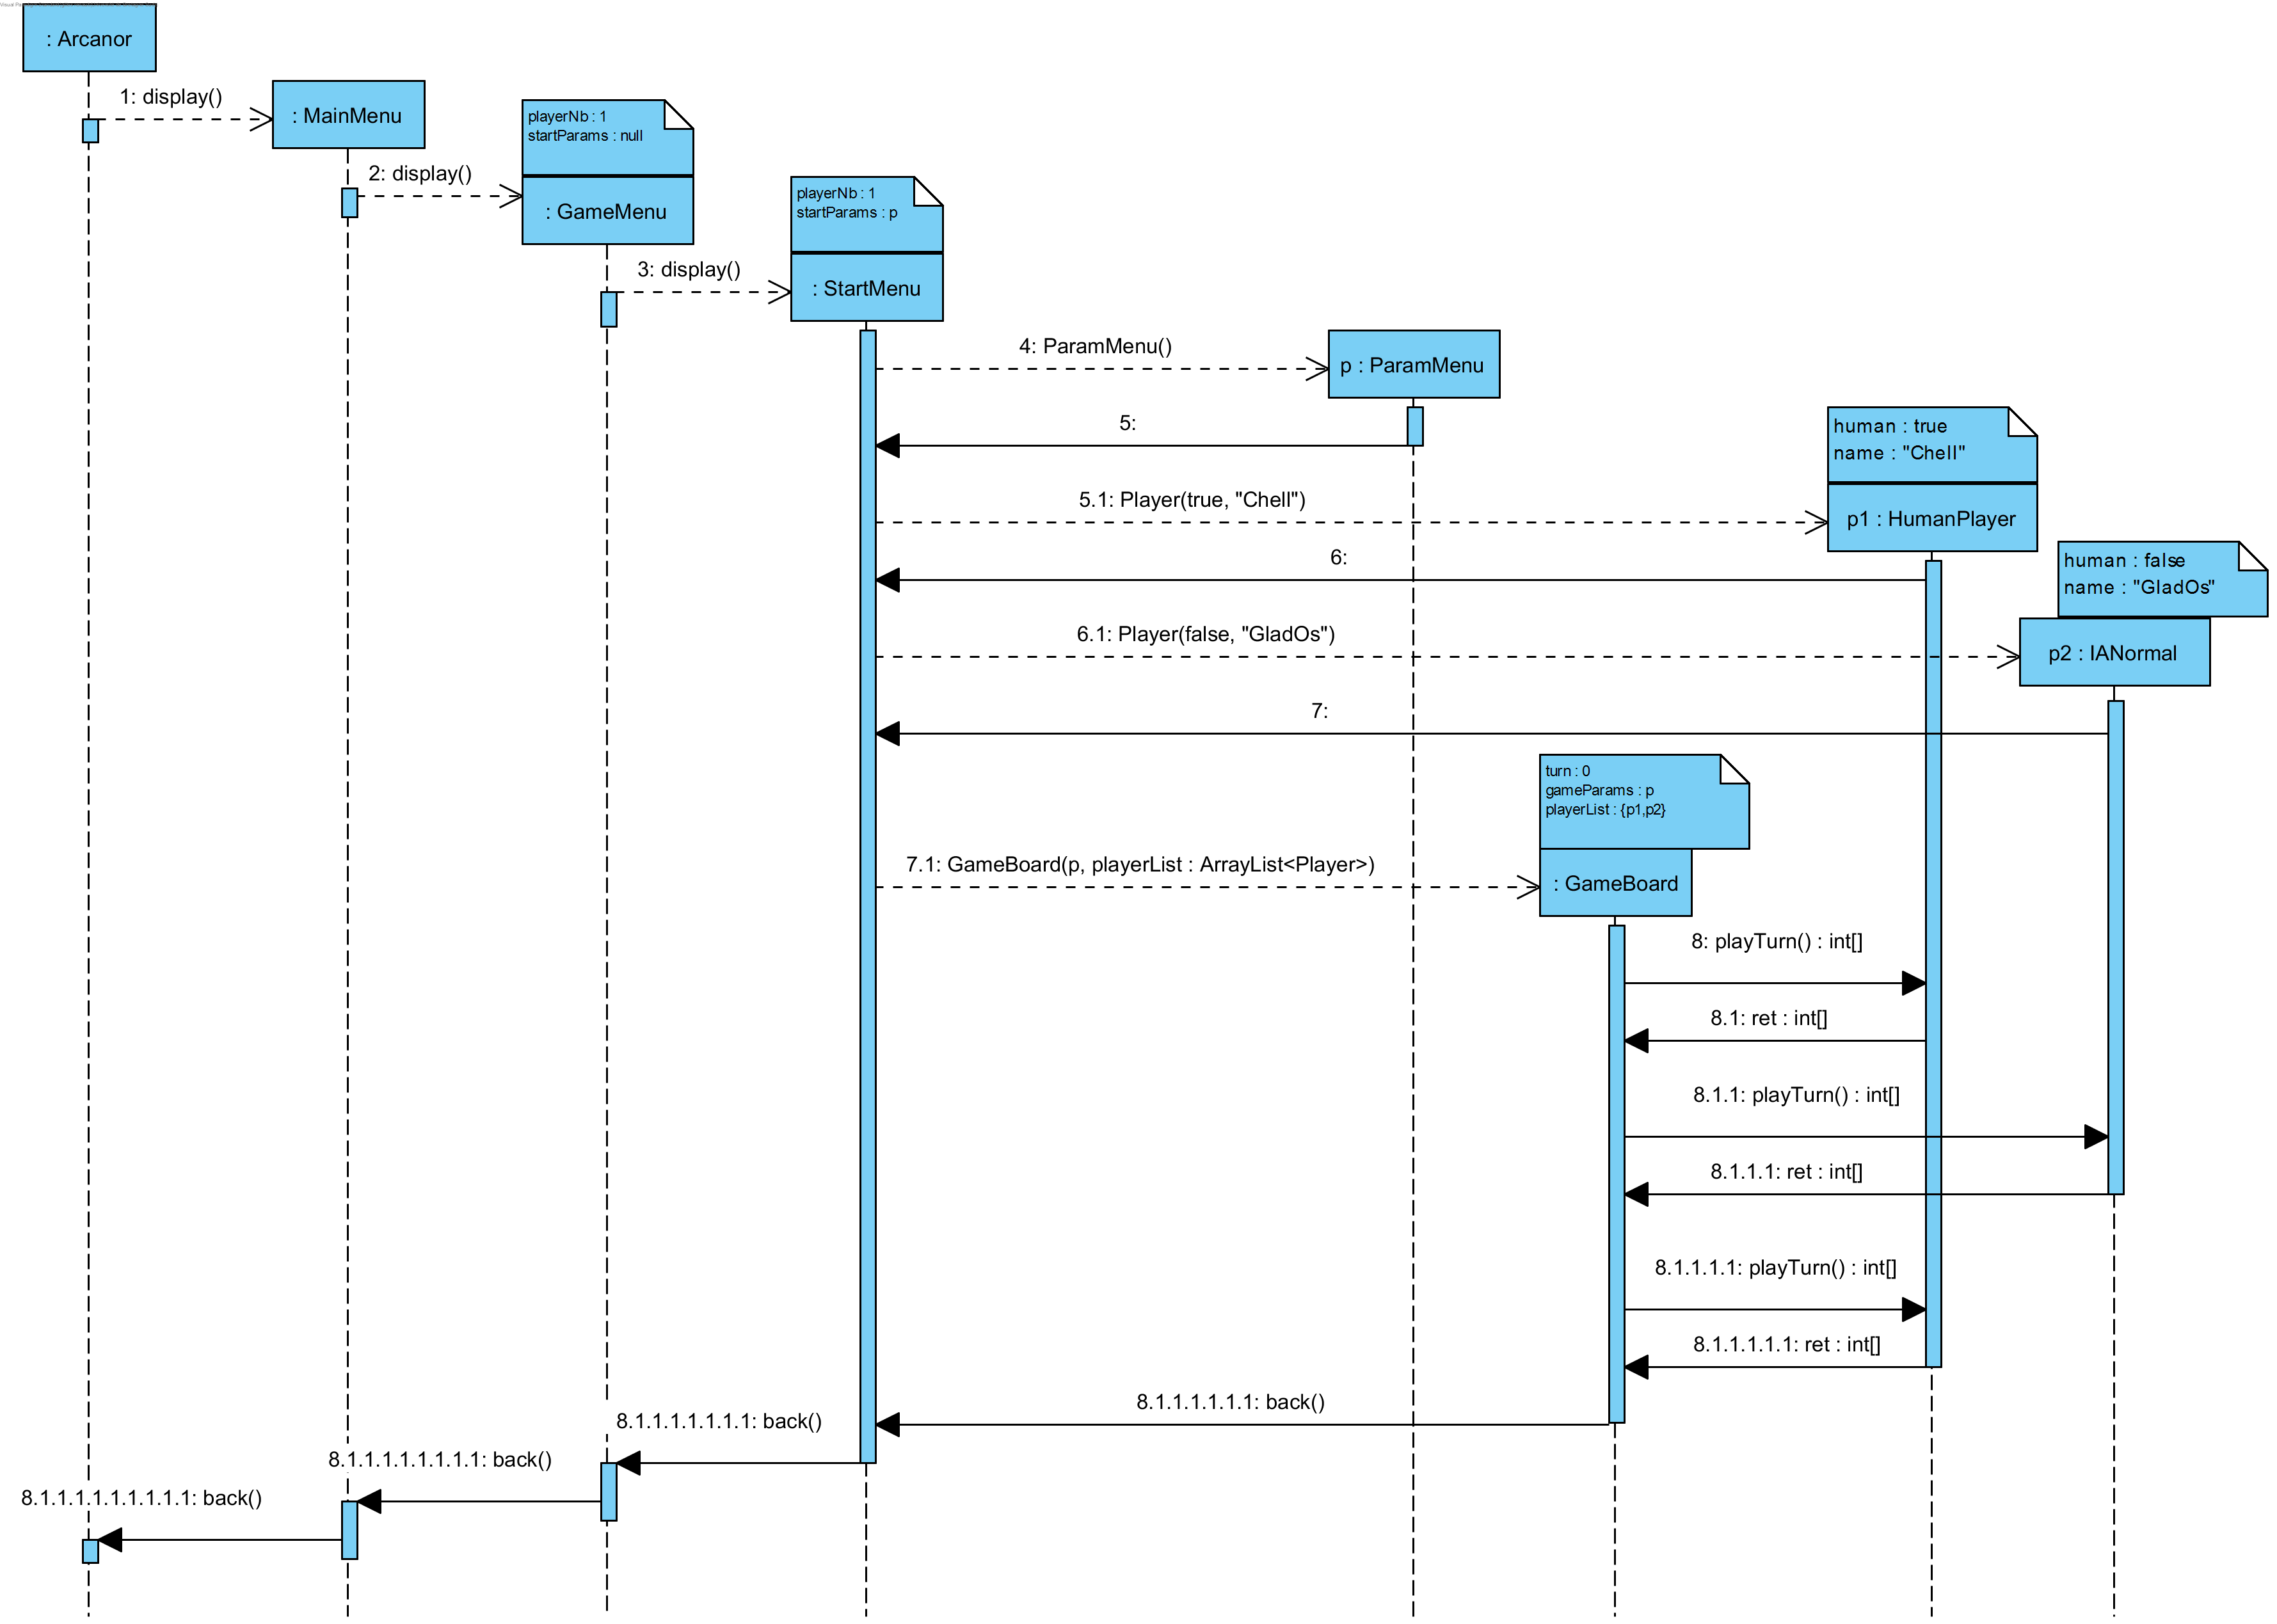 : Arcanor
1: display()
: MainMenu
playerNb : 1
startParams : null
2: display()
: GameMenu
playerNb : 1
startParams : p
3: display()
: StartMenu
4: ParamMenu()
p : ParamMenu
5:
human : true
name : "Chell"
5.1: Player(true, "Chell")
p1 : HumanPlayer
6:
human : false
name : "GladOs"
6.1: Player(false, "GladOs")
p2 : IANormal
7:
turn : 0
gameParams : p
playerList : {p1,p2}
7.1: GameBoard(p, playerList : ArrayList<Player>)
: GameBoard
8: playTurn() : int[]
8.1: ret : int[]
8.1.1: playTurn() : int[]
8.1.1.1: ret : int[]
8.1.1.1.1: playTurn() : int[]
8.1.1.1.1.1: ret : int[]
8.1.1.1.1.1.1: back()
8.1.1.1.1.1.1.1: back()
8.1.1.1.1.1.1.1.1: back()
8.1.1.1.1.1.1.1.1.1: back()